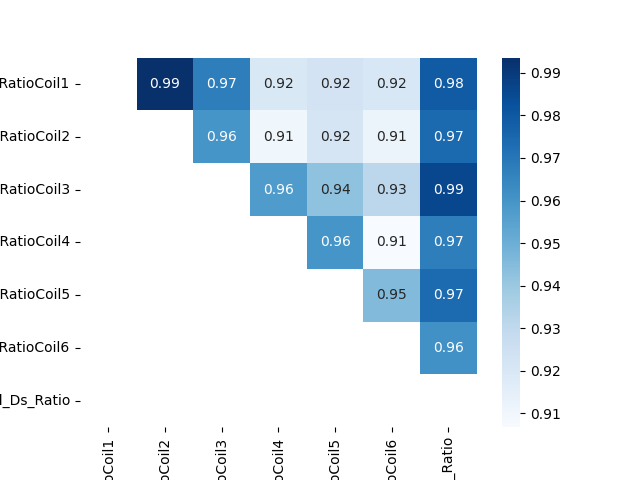 RatioCoil1
0.99 0.97 0.92 0.92 0.92 0.98
RatioCoil2
0.96 0.91 0.92 0.91 0.97
RatioCoil3
0.96 0.94 0.93 0.99
RatioCoil4
0.96 0.91 0.97
RatioCoil5
0.95 0.97
RatioCoil6
0.96
l_Ds_Ratio
oCoil1
oCoil2
oCoil3
oCoil4
oCoil5
oCoil6
_Ratio
0.99
0.98
0.97
0.96
0.95
0.94
0.93
0.92
0.91